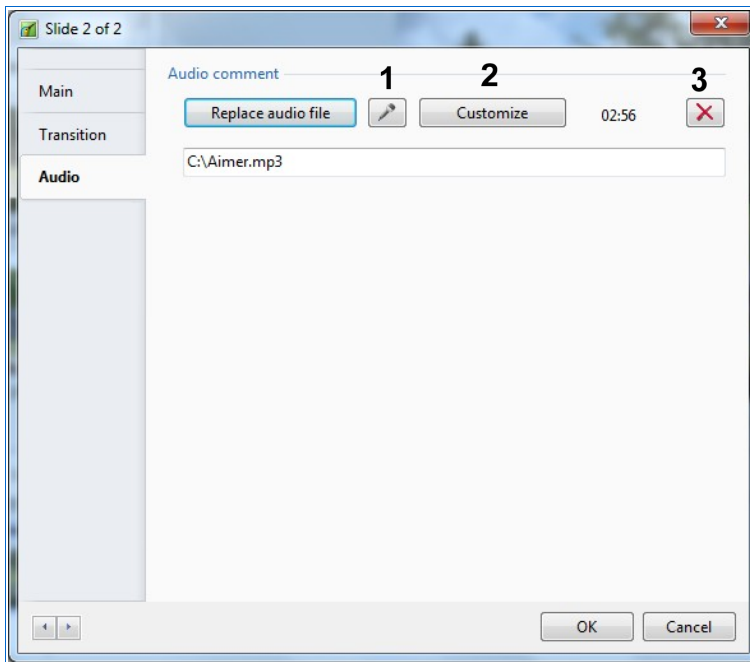 Slide 2 of 2
Main
Transition
Audio
Audio comment
1 2 3
Replace audio file Customize 02:56
C:\Aimer.mp3
OK Cancel